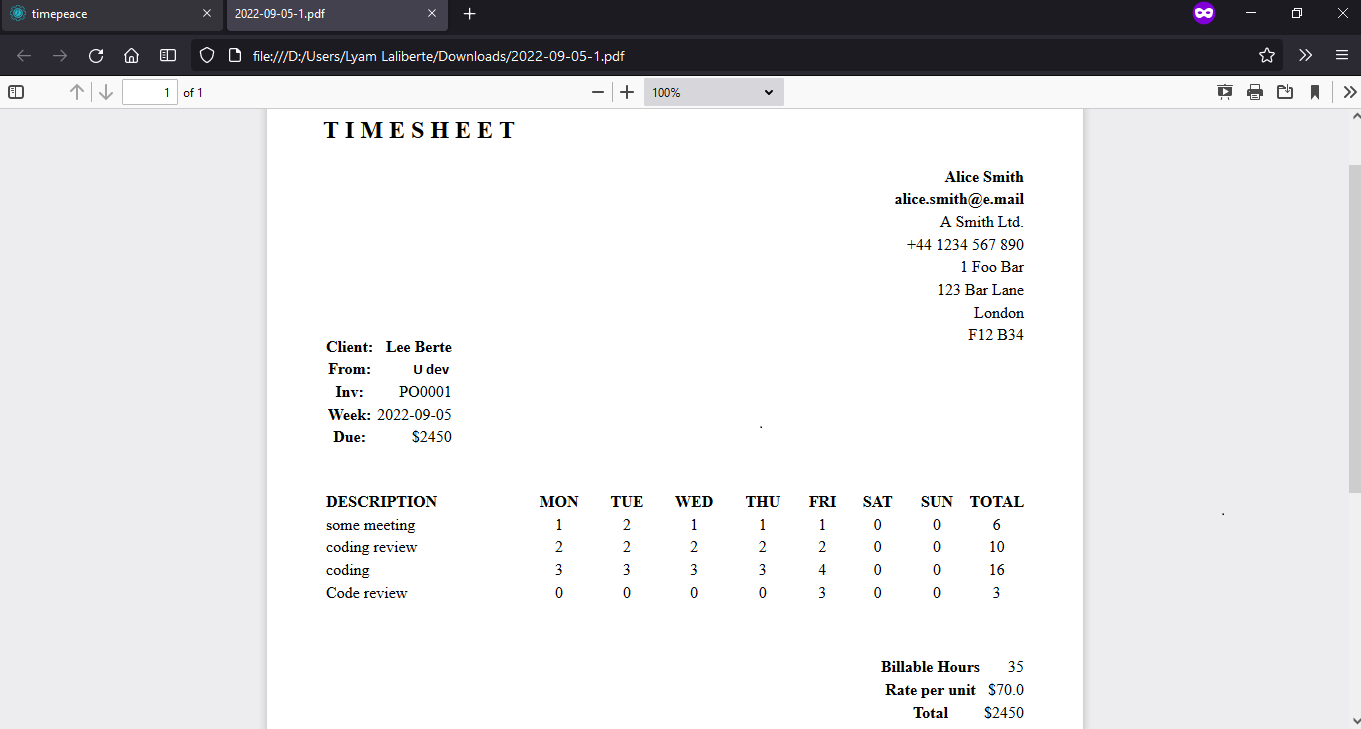 timepeace
2022-09-05-1.pdf
file:///D:/Users/Lyam Laliberte/Downloads/2022-09-05-1.pdf
1 of 1
100%
TIMESHEET
Alice Smith
alice.smith@e.mail
A Smith Ltd.
+44 1234 567 890
1 Foo Bar
123 Bar Lane
London
F12 B34
Client: Lee Berte
From: U dev
Inv: PO0001
Week: 2022-09-05
Due: $2450
DESCRIPTION MON TUE WED THU FRI SAT SUN TOTAL
some meeting 1 2 1 1 1 0 0 6
coding review 2 2 2 2 2 0 0 10
coding 3 3 3 3 4 0 0 16
Code review 0 0 0 0 3 0 0 3
Billable Hours 35
Rate per unit $70.0
Total $2450